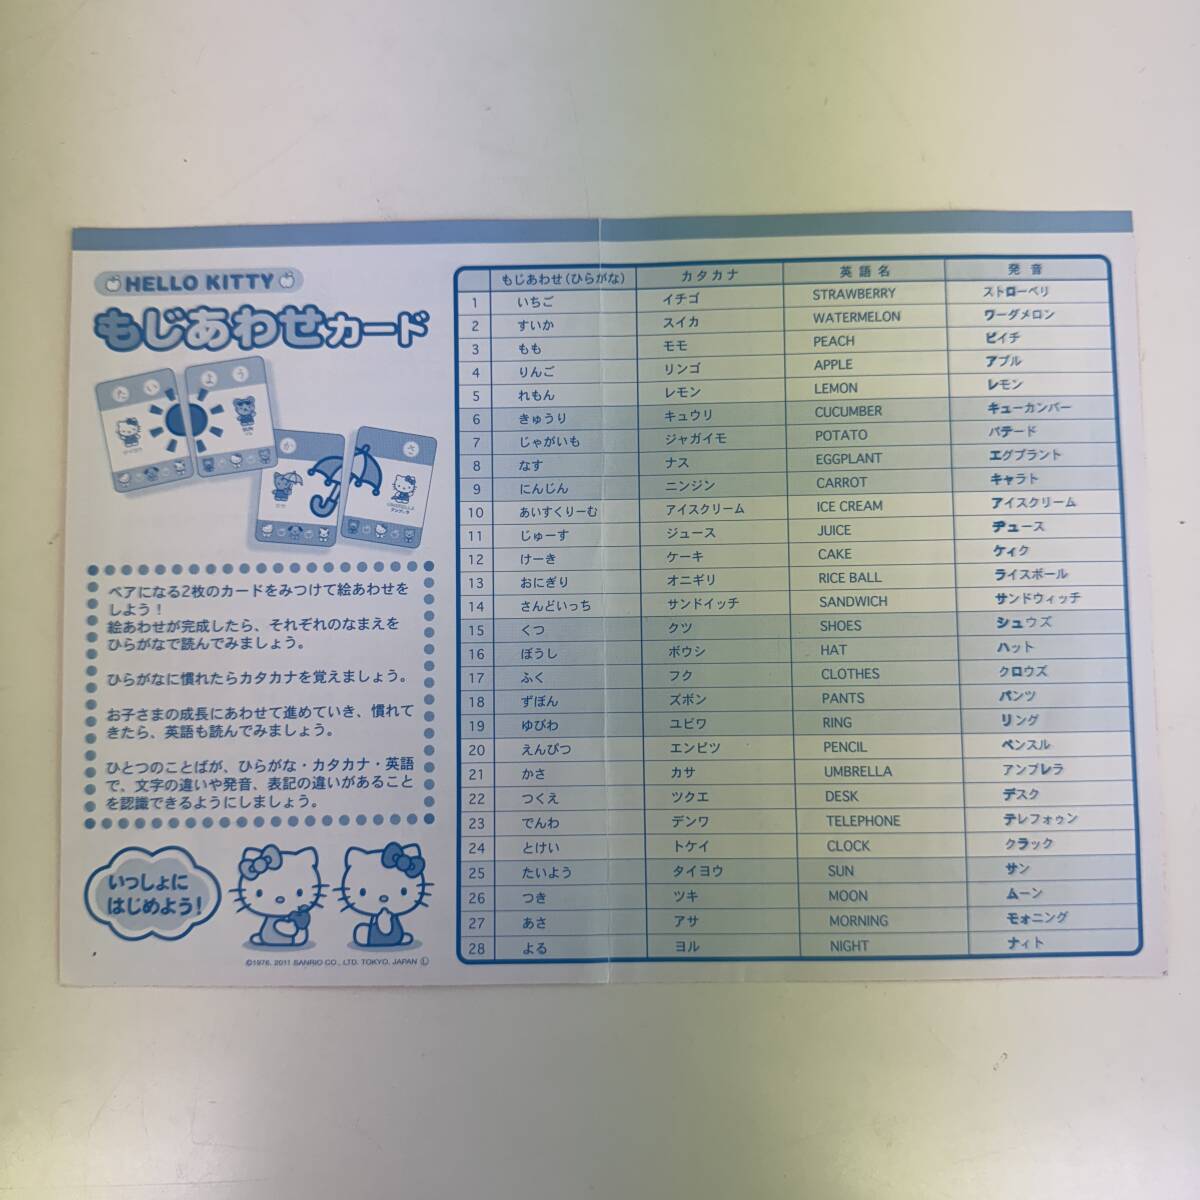 HELLO KITTY
もじあわせカード
たい よう
SUN
かさ
UMBRELLA
アンブレラ
ペアになる2枚のカードをみつけて絵あわせを
しよう！
絵あわせが完成したら、それぞれのなまえを
ひらがなで読んでみましょう。
ひらがなに慣れたらカタカナを覚えましょう。
お子さまの成長にあわせて進めていき、慣れて
きたら、英語も読んでみましょう。
ひとつのことばが、ひらがな・カタカナ・英語
で、文字の違いや発音、表記の違いがあること
を認識できるようにしましょう。
いっしょに
はじめよう！
©1976, 2011 SANRIO CO., LTD. TOKYO, JAPAN Ⓛ
もじあわせ（ひらがな） カタカナ 英語名 発音
1 いちご イチゴ STRAWBERRY ストローベリ
2 すいか スイカ WATERMELON ワーダメロン
3 もも モモ PEACH ピイチ
4 りんご リンゴ APPLE アプル
5 れもん レモン LEMON レモン
6 きゅうり キュウリ CUCUMBER キューカンバー
7 じゃがいも ジャガイモ POTATO パテード
8 なす ナス EGGPLANT エグプラント
9 にんじん ニンジン CARROT キャラト
10 あいすくりーむ アイスクリーム ICE CREAM アイスクリーム
11 じゅーす ジュース JUICE ヂュース
12 けーき ケーキ CAKE ケィク
13 おにぎり オニギリ RICE BALL ライスボール
14 さんどいっち サンドイッチ SANDWICH サンドウィッチ
15 くつ クツ SHOES シュウズ
16 ぼうし ボウシ HAT ハット
17 ふく フク CLOTHES クロウズ
18 ずぼん ズボン PANTS パンツ
19 ゆびわ ユビワ RING リング
20 えんぴつ エンピツ PENCIL ペンスル
21 かさ カサ UMBRELLA アンブレラ
22 つくえ ツクエ DESK デスク
23 でんわ デンワ TELEPHONE テレフォゥン
24 とけい トケイ CLOCK クラック
25 たいよう タイヨウ SUN サン
26 つき ツキ MOON ムーン
27 あさ アサ MORNING モォニング
28 よる ヨル NIGHT ナィト